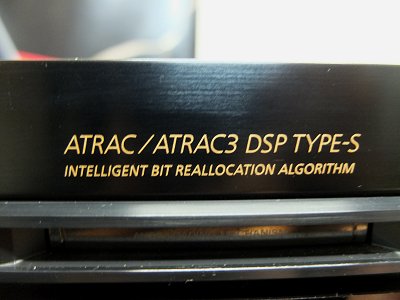 ATRAC/ATRAC3 DSP TYPE-S
INTELLIGENT BIT REALLOCATION ALGORITHM